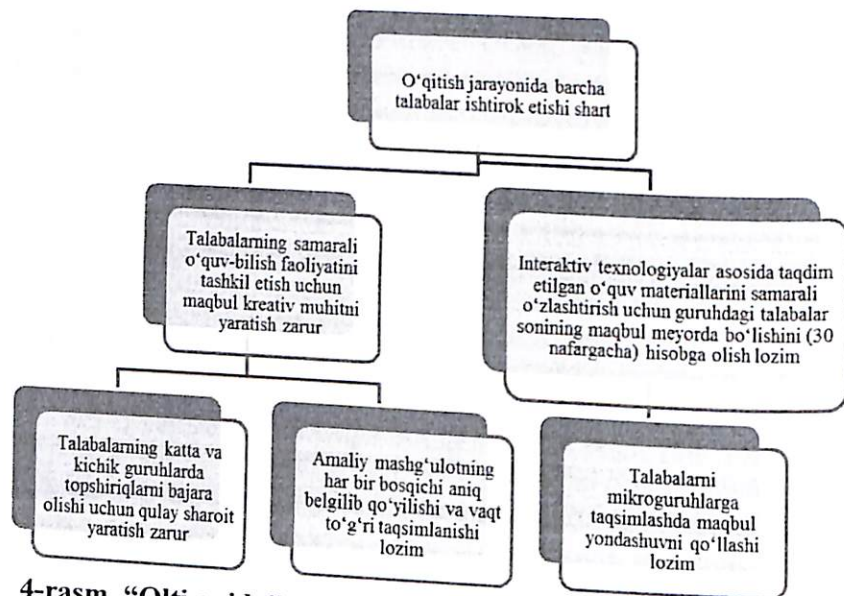 O‘qitish jarayonida barcha
talabalar ishtirok etishi shart
Talabalarning samarali
o‘quv-bilish faoliyatini
tashkil etish uchun
maqbul kreativ muhitni
yaratish zarur
Interaktiv texnologiyalar asosida taqdim
etilgan o‘quv materiallarini samarali
o‘zlashtirish uchun guruhdagi talabalar
sonining maqbul meyorda bo‘lishini (30
nafargacha) hisobga olish lozim
Talabalarning katta va
kichik guruhlarda
topshiriqlarni bajara
olishi uchun qulay sharoit
yaratish zarur
Amaliy mashg‘ulotning
har bir bosqichi aniq
belgilib qo‘yilishi va vaqt
to‘g‘ri taqsimlanishi
lozim
Talabalarni
mikroguruhlarga
taqsimlashda maqbul
yondashuvni qo‘llashi
lozim
4-rasm.